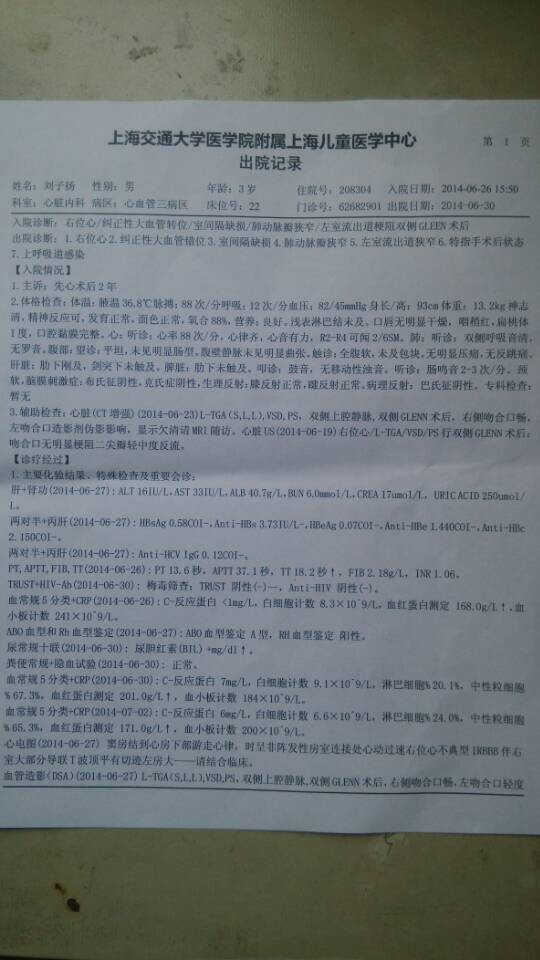 上海交通大学医学院附属上海儿童医学中心 第 1 页
出院记录
姓名：刘子扬 性别：男 年龄：3岁 住院号：208304 入院日期：2014-06-26 15:50
科室：心脏内科 病区：心血管三病区 床位号：22 门诊号：62682901 出院日期：2014-06-30
入院诊断：右位心/纠正性大血管转位/室间隔缺损/肺动脉瓣狭窄/左室流出道梗阻双侧GLEEN术后
出院诊断：1.右位心2.纠正性大血管错位3.室间隔缺损4.肺动脉瓣狭窄5.左室流出道狭窄6.特指手术后状态
7.上呼吸道感染
【入院情况】
1.主诉：先心术后2年
2.体格检查：体温：腋温36.8℃脉搏：88次/分呼吸：12次/分血压：82/45mmHg身长/高：93cm体重：13.2kg神志
清，精神反应可，发育正常，面色正常，氧合88%，营养：良好，浅表淋巴结未及。口唇无明显干燥，咽稍红，扁桃体
I度，口腔黏膜完整。心：听诊：心率88次/分，心律齐，心音有力，R2-R4可闻2/6SM。肺：听诊：双侧呼吸音清，
无罗音。腹部：望诊：平坦，未见明显肠型，腹壁静脉未见明显曲张，触诊：全腹软，未及包块，无明显压痛，无反跳痛。
肝脏：肋下刚及，剑突下未触及，脾脏：肋下未触及。叩诊：鼓音，无移动性浊音。听诊：肠鸣音2-3次/分。颈
软，脑膜刺激征：布氏征阴性，克氏征阴性，生理反射：膝反射正常，腱反射正常。病理反射：巴氏征阴性。专科检查：
暂无
3.辅助检查：心脏(CT增强)(2014-06-23)L-TGA(S,L,L),VSD,PS，双侧上腔静脉，双侧GLENN术后，右侧吻合口畅，
左吻合口造影剂伪影影响，显示欠清请MRI随访。心脏US(2014-06-19)右位心/L-TGA/VSD/PS行双侧GLENN术后：
吻合口无明显梗阻二尖瓣轻中度反流。
【诊疗经过】
1.主要化验结果、特殊检查及重要会诊：
肝+肾功(2014-06-27)：ALT 16IU/L，AST 33IU/L，ALB 40.7g/L，BUN 6.0mmol/L，CREA 17umol/L，URIC ACID 250umol/
L。
两对半+丙肝(2014-06-27)：HBsAg 0.58COI-，Anti-HBs 3.73IU/L-，HBeAg 0.07COI-，Anti-HBe 1.440COI-，Anti-HBc
2.150COI-。
两对半+丙肝(2014-06-27)：Anti-HCV IgG 0.12COI-。
PT,APTT,FIB,TT(2014-06-27)：PT 13.6秒，APTT 37.1秒，TT 18.2秒↑，FIB 2.18g/L，INR 1.06。
TRUST+HIV-Ab(2014-06-30)：梅毒筛查：TRUST 阴性(-)—，Anti-HIV 阴性(-)。
血常规5分类+CRP(2014-06-26)：C-反应蛋白 <1mg/L，白细胞计数 8.3×10^9/L，血红蛋白测定 168.0g/L↑，血
小板计数 241×10^9/L。
ABO血型和Rh血型鉴定(2014-06-27)：ABO血型鉴定 A型，RH血型鉴定 阳性。
尿常规十联(2014-06-30)：尿胆红素(BIL) +mg/dl↑。
粪便常规+隐血试验(2014-06-30)：正常。
血常规5分类+CRP(2014-06-30)：C-反应蛋白 7mg/L，白细胞计数 9.1×10^9/L，淋巴细胞%20.1%，中性粒细胞
%67.3%，血红蛋白测定 201.0g/L↑，血小板计数 184×10^9/L。
血常规5分类+CRP(2014-07-02)：C-反应蛋白 6mg/L，白细胞计数 6.6×10^9/L，淋巴细胞%24.0%，中性粒细胞
%65.3%，血红蛋白测定 171.0g/L↑，血小板计数 200×10^9/L。
心电图(2014-06-27) 窦房结到心房下部游走心律。时呈非阵发性房室连接处心动过速右位心不典型IRBBB伴右
室大部分导联T波顶平有切迹左房大——请结合临床。
血管造影(DSA)(2014-06-27)L-TGA(S,L,L),VSD,PS,双侧上腔静脉,双侧GLENN术后，右侧吻合口畅，左吻合口轻度